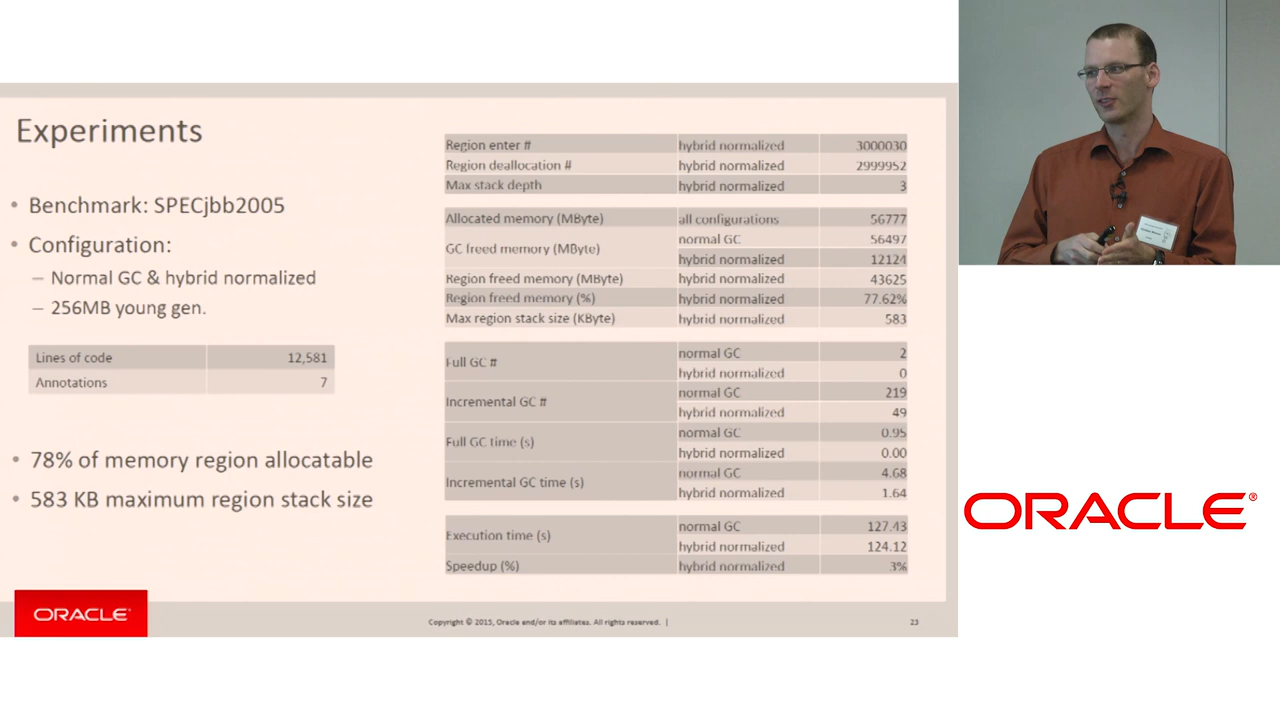 Experiments
• Benchmark: SPECjbb2005
• Configuration:
– Normal GC & hybrid normalized
– 256MB young gen.
Lines of code 12,581
Annotations 7
• 78% of memory region allocatable
• 583 KB maximum region stack size
Region enter # hybrid normalized 3000030
Region deallocation # hybrid normalized 2999952
Max stack depth hybrid normalized 3
Allocated memory (MByte) all configurations 56777
GC freed memory (MByte) normal GC 56497
hybrid normalized 12124
Region freed memory (MByte) hybrid normalized 43625
Region freed memory (%) hybrid normalized 77.62%
Max region stack size (KByte) hybrid normalized 583
Full GC # normal GC 2
hybrid normalized 0
Incremental GC # normal GC 219
hybrid normalized 49
Full GC time (s) normal GC 0.95
hybrid normalized 0.00
Incremental GC time (s) normal GC 4.68
hybrid normalized 1.64
Execution time (s) normal GC 127.43
hybrid normalized 124.12
Speedup (%) hybrid normalized 3%
ORACLE
Copyright © 2015, Oracle and/or its affiliates. All rights reserved. |
23
ORACLE®